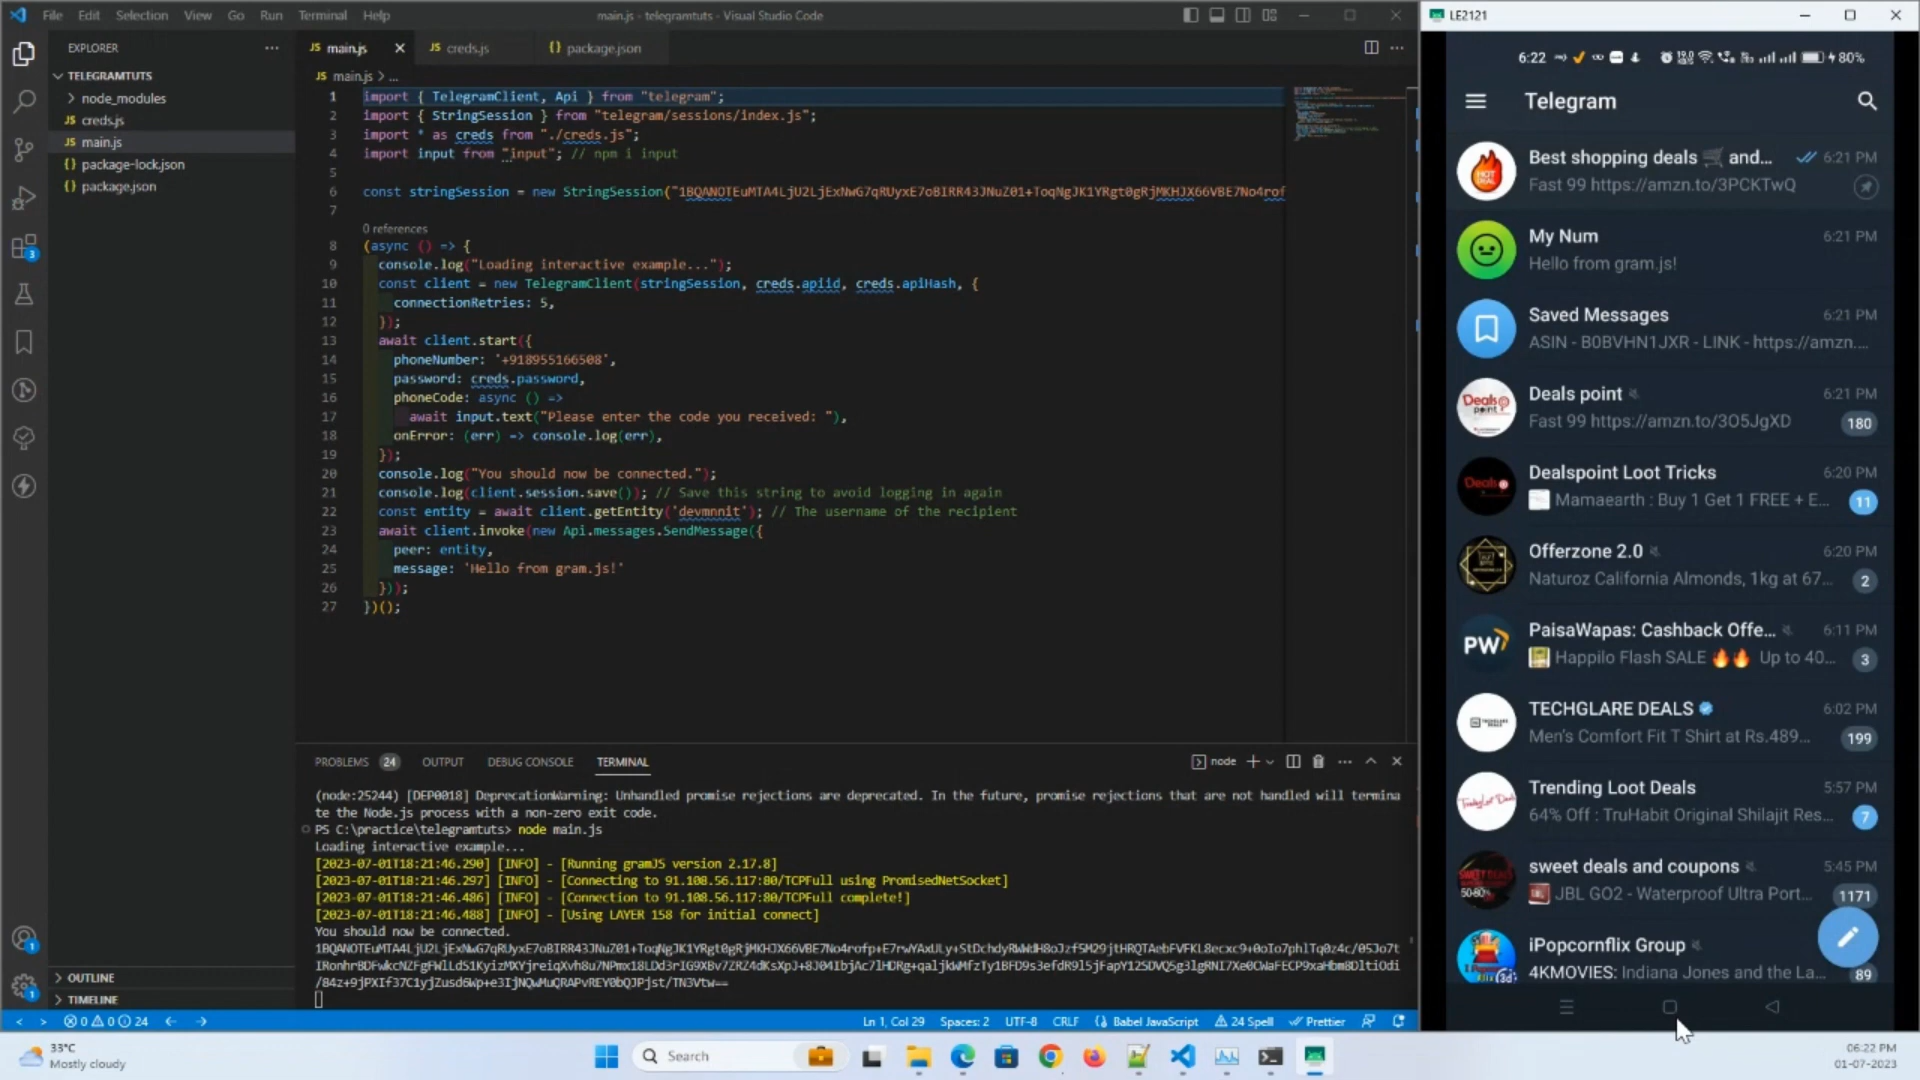 File Edit Selection View Go Run Terminal Help
main.js - telegramtuts - Visual Studio Code
EXPLORER
TELEGRAMTUTS
node_modules
JS creds.js
JS main.js
{} package-lock.json
{} package.json
OUTLINE
TIMELINE
JS main.js
JS creds.js
{} package.json
JS main.js > ...
1 import { TelegramClient, Api } from "telegram";
2 import { StringSession } from "telegram/sessions/index.js";
3 import * as creds from "./creds.js";
4 import input from "input"; // npm i input
5
6 const stringSession = new StringSession("
7
0 references
8 (async () => {
9 console.log("Loading interactive example...");
10 const client = new TelegramClient(stringSession, creds.apiid, creds.apiHash, {
11 connectionRetries: 5,
12 });
13 await client.start({
14 phoneNumber: '+918955166508',
15 password: creds.password,
16 phoneCode: async () =>
17 await input.text("Please enter the code you received: "),
18 onError: (err) => console.log(err),
19 });
20 console.log("You should now be connected.");
21 console.log(client.session.save()); // Save this string to avoid logging in again
22 const entity = await client.getEntity('devmnnit'); // The username of the recipient
23 await client.invoke(new Api.messages.SendMessage({
24 peer: entity,
25 message: 'Hello from gram.js!'
26 }));
27 })();
PROBLEMS 24 OUTPUT DEBUG CONSOLE TERMINAL
node
(node:25244) [DEP0018] DeprecationWarning: Unhandled promise rejections are deprecated. In the future, promise rejections that are not handled will termina
te the Node.js process with a non-zero exit code.
PS C:\practice\telegramtuts> node main.js
Loading interactive example...
[2023-07-01T18:21:46.290] [INFO] - [Running gramJS version 2.17.8]
[2023-07-01T18:21:46.297] [INFO] - [Connecting to 91.108.56.117:80/TCPFull using PromisedNetSocket]
[2023-07-01T18:21:46.486] [INFO] - [Connection to 91.108.56.117:80/TCPFull complete!]
[2023-07-01T18:21:46.488] [INFO] - [Using LAYER 158 for initial connect]
You should now be connected.
0 0 24
Ln 1, Col 29 Spaces: 2 UTF-8 CRLF {} Babel JavaScript 24 Spell Prettier
LE2121
6:22
80%
Telegram
Best shopping deals 🛒 and... 6:21 PM
Fast 99 https://amzn.to/3PCKTwQ
My Num 6:21 PM
Hello from gram.js!
Saved Messages 6:21 PM
ASIN - B0BVHN1JXR - LINK - https://amzn....
Deals point 6:21 PM
Fast 99 https://amzn.to/3O5JgXD 180
Dealspoint Loot Tricks 6:20 PM
Mamaearth : Buy 1 Get 1 FREE + E... 11
Offerzone 2.0 6:20 PM
Naturoz California Almonds, 1kg at 67... 2
PW
PaisaWapas: Cashback Offe... 6:11 PM
Happilo Flash SALE 🔥🔥 Up to 40... 3
TECHGLARE DEALS 6:02 PM
Men's Comfort Fit T Shirt at Rs.489... 199
Trending Loot Deals 5:57 PM
64% Off : TruHabit Original Shilajit Res... 7
sweet deals and coupons 5:45 PM
JBL GO2 - Waterproof Ultra Port... 1171
iPopcornflix Group
4KMOVIES: Indiana Jones and the La... 89
33°C
Mostly cloudy
Search
06:22 PM
01-07-2023